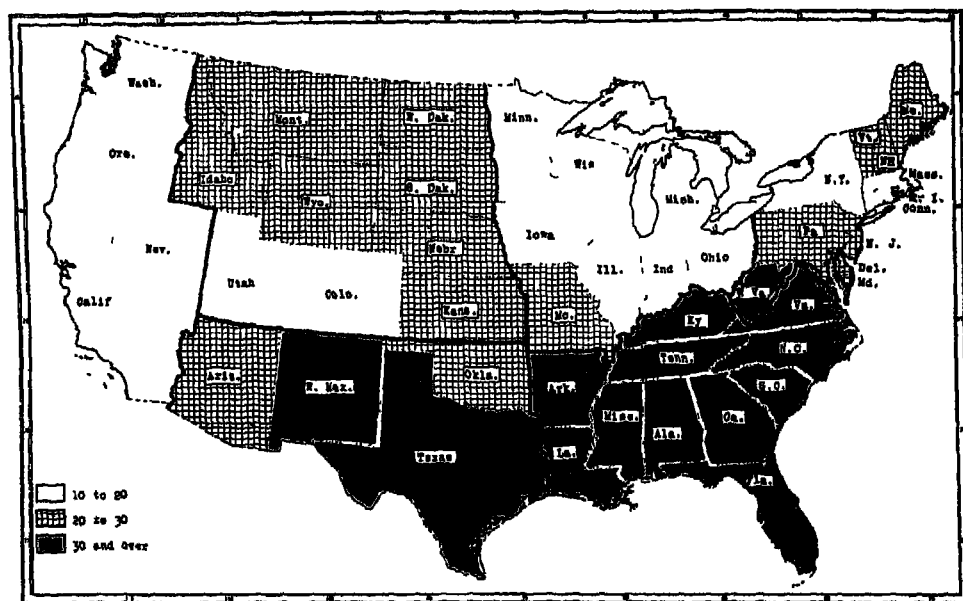 Wash.
Mont.
N. Dak.
Minn.
Me.
Vt.
NH
Ore.
Idaho
S. Dak.
Wis
Mich.
N.Y.
Mass.
R. I.
Conn.
Wyo.
Nev.
Nebr
Iowa
Pa
N. J.
Utah
Colo.
Ill.
Ind
Ohio
Del.
Md.
Calif
Kans.
Mo.
Ky
Va.
Va.
Ariz.
N. Mex.
Okla.
Ark.
Tenn.
N.C.
S.C.
Texas
La.
Miss.
Ala.
Ga.
la.
10 to 20
20 to 30
30 and over